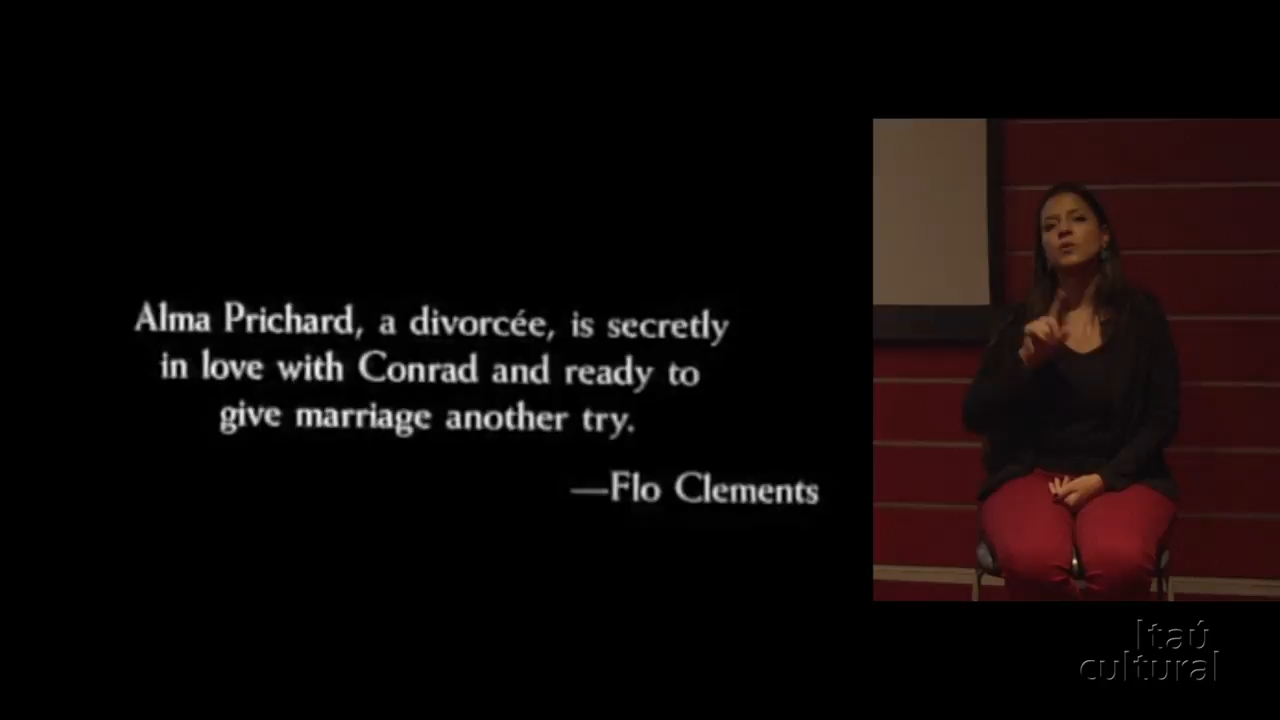 Alma Prichard, a divorcée, is secretly
in love with Conrad and ready to
give marriage another try.
—Flo Clements
Itaú
cultural